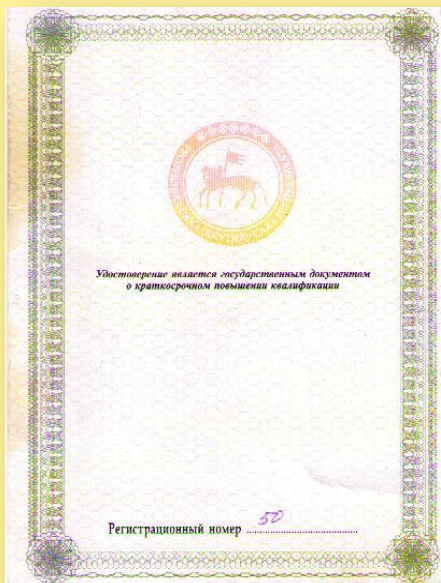 Удостоверение является государственным документом
о краткосрочном повышении квалификации
Регистрационный номер 50